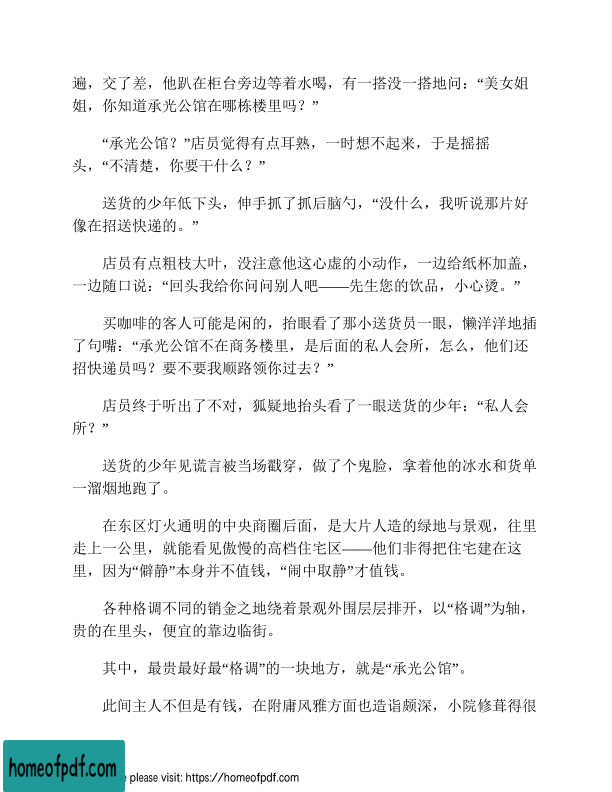 遍，交了差，他趴在柜台旁边等着水喝，有一搭没一搭地问：“美女姐
姐，你知道承光公馆在哪栋楼里吗？”
“承光公馆？”店员觉得有点耳熟，一时想不起来，于是摇摇
头，“不清楚，你要干什么？”
送货的少年低下头，伸手抓了抓后脑勺，“没什么，我听说那片好
像在招送快递的。”
店员有点粗枝大叶，没注意他这心虚的小动作，一边给纸杯加盖，
一边随口说：“回头我给你问问别人吧——先生您的饮品，小心烫。”
买咖啡的客人可能是闲的，抬眼看了那小送货员一眼，懒洋洋地插
了句嘴：“承光公馆不在商务楼里，是后面的私人会所，怎么，他们还
招快递员吗？要不要我顺路领你过去？”
店员终于听出了不对，狐疑地抬头看了一眼送货的少年：“私人会
所？”
送货的少年见谎言被当场戳穿，做了个鬼脸，拿着他的冰水和货单
一溜烟地跑了。
在东区灯火通明的中央商圈后面，是大片人造的绿地与景观，往里
走上一公里，就能看见傲慢的高档住宅区——他们非得把住宅建在这
里，因为“僻静”本身并不值钱，“闹中取静”才值钱。
各种格调不同的销金之地绕着景观外围层层排开，以“格调”为轴，
贵的在里头，便宜的靠边临街。
其中，最贵最好最“格调”的一块地方，就是“承光公馆”。
此间主人不但是有钱，在附庸风雅方面也造诣颇深，小院修葺得很
homeofpdf.com
please visit: https://homeofpdf.com